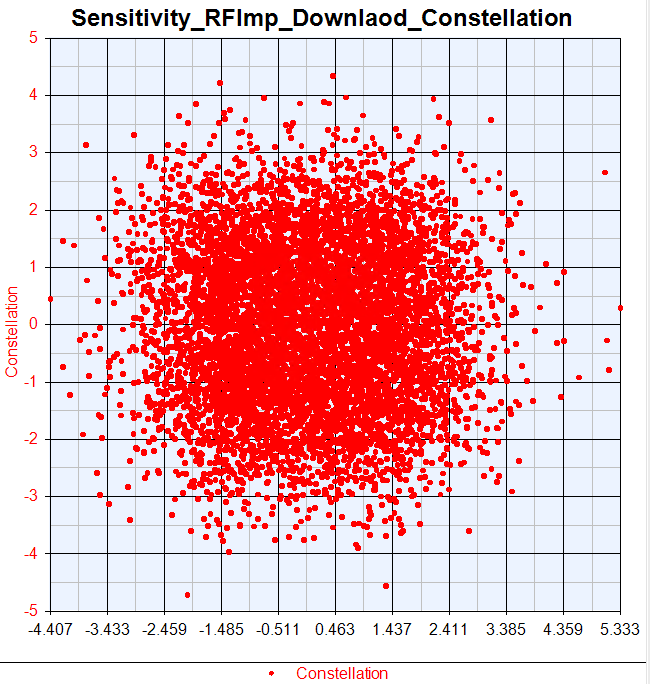 Sensitivity_RFImp_Downlaod_Constellation
5
4
3
2
1
0
-1
-2
-3
-4
-5
Constellation
-4.407 -3.433 -2.459 -1.485 -0.511 0.463 1.437 2.411 3.385 4.359 5.333
Constellation